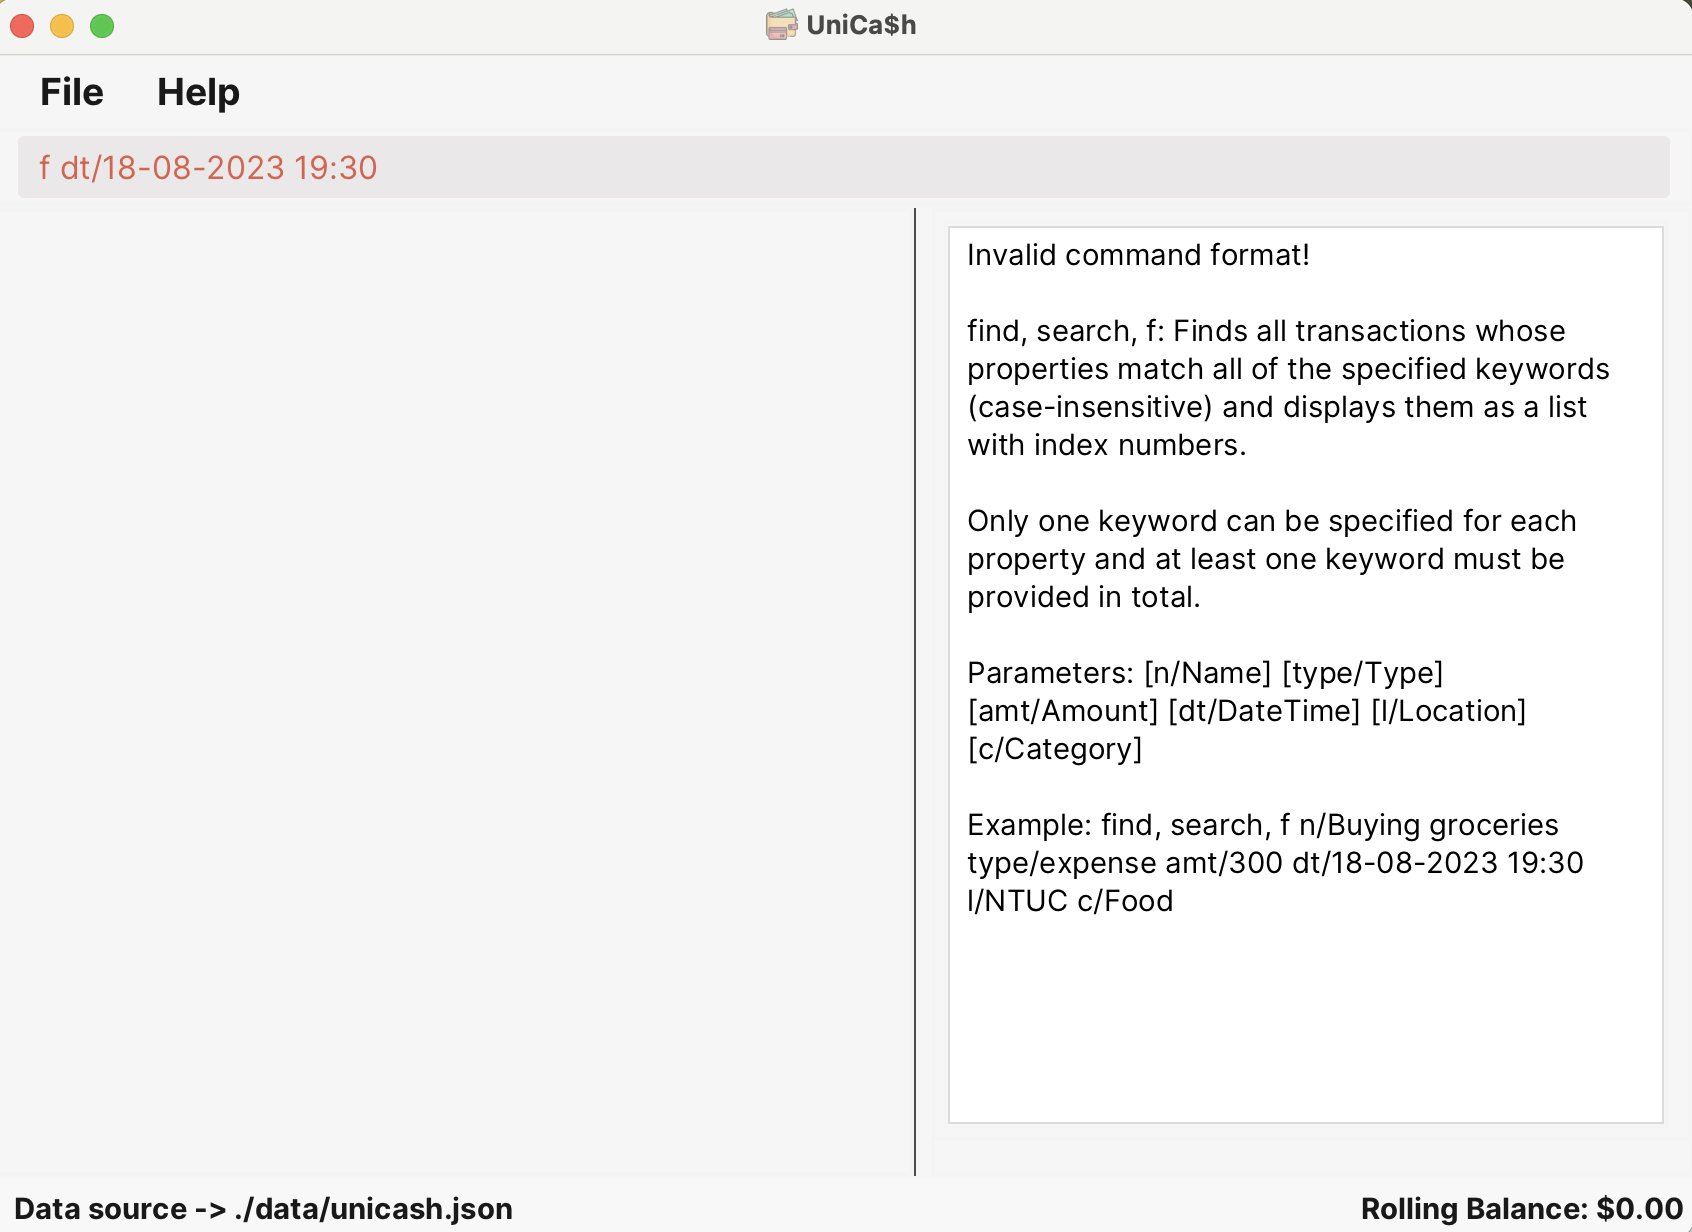 UniCa$h
File Help
f dt/18-08-2023 19:30
Invalid command format!
find, search, f: Finds all transactions whose
properties match all of the specified keywords
(case-insensitive) and displays them as a list
with index numbers.
Only one keyword can be specified for each
property and at least one keyword must be
provided in total.
Parameters: [n/Name] [type/Type]
[amt/Amount] [dt/DateTime] [l/Location]
[c/Category]
Example: find, search, f n/Buying groceries
type/expense amt/300 dt/18-08-2023 19:30
l/NTUC c/Food
Data source -> ./data/unicash.json
Rolling Balance: $0.00